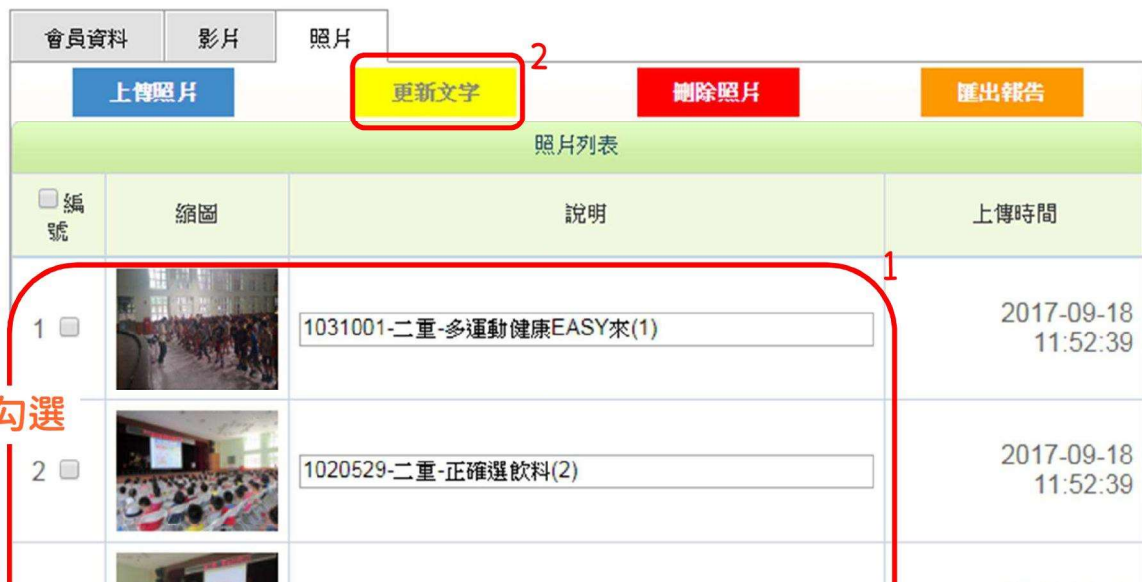 會員資料 影片 照片
2
上傳照片 更新文字 刪除照片 匯出報告
照片列表
編號 縮圖 說明 上傳時間
1
1 1031001-二重-多運動健康EASY來(1) 2017-09-18
11:52:39
勾選
2 1020529-二重-正確選飲料(2) 2017-09-18
11:52:39